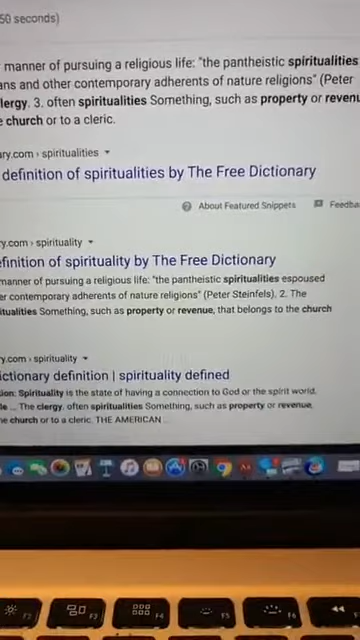 50 seconds)
manner of pursuing a religious life: "the pantheistic spiritualities
ans and other contemporary adherents of nature religions" (Peter
lergy. 3. often spiritualities Something, such as property or revenu
e church or to a cleric.
ary.com › spiritualities
definition of spiritualities by The Free Dictionary
About Featured Snippets
Feedba
y.com › spirituality
efinition of spirituality by The Free Dictionary
manner of pursuing a religious life: "the pantheistic spiritualities espoused
er contemporary adherents of nature religions" (Peter Steinfels). 2. The
itualities Something, such as property or revenue, that belongs to the church
y.com › spirituality
ictionary definition | spirituality defined
ion: Spirituality is the state of having a connection to God or the spirit world.
le ... The clergy. often spiritualities Something, such as property or revenue,
he church or to a cleric. THE AMERICAN
F2
F3
F4
F5
F6